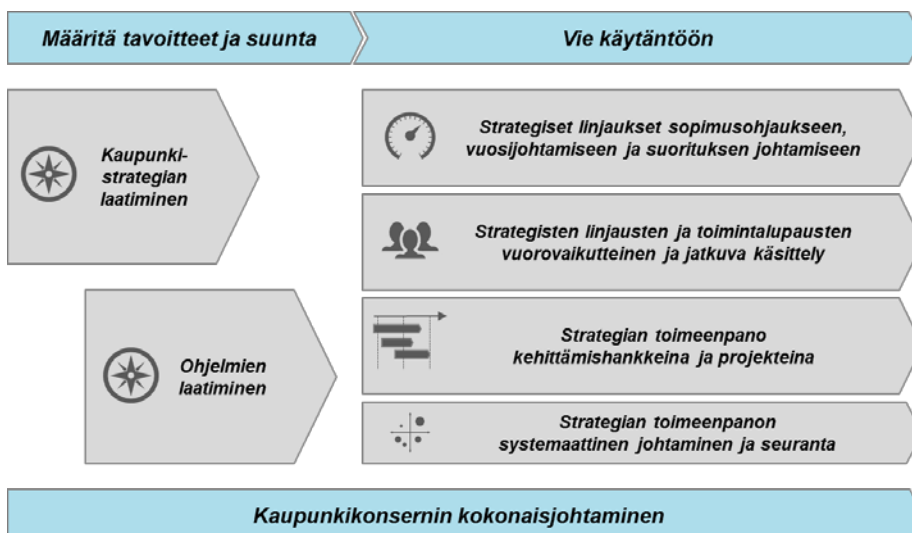 Määritä tavoitteet ja suunta
Vie käytäntöön
Kaupunki-
strategian
laatiminen
Ohjelmien
laatiminen
Strategiset linjaukset sopimusohjaukseen,
vuosijohtamiseen ja suorituksen johtamiseen
Strategisten linjausten ja toimintalupausten
vuorovaikutteinen ja jatkuva käsittely
Strategian toimeenpano
kehittämishankkeina ja projekteina
Strategian toimeenpanon
systemaattinen johtaminen ja seuranta
Kaupunkikonsernin kokonaisjohtaminen